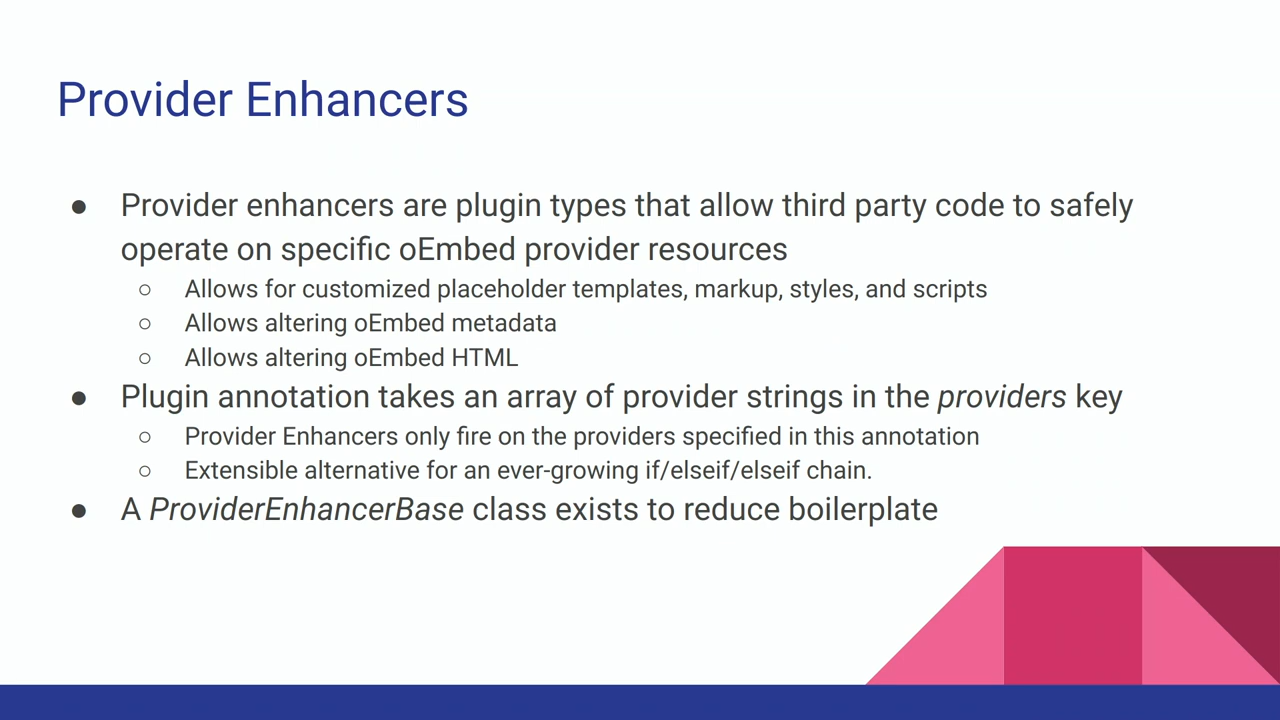 Provider Enhancers
● Provider enhancers are plugin types that allow third party code to safely
operate on specific oEmbed provider resources
○ Allows for customized placeholder templates, markup, styles, and scripts
○ Allows altering oEmbed metadata
○ Allows altering oEmbed HTML
● Plugin annotation takes an array of provider strings in the providers key
○ Provider Enhancers only fire on the providers specified in this annotation
○ Extensible alternative for an ever-growing if/elseif/elseif chain.
● A ProviderEnhancerBase class exists to reduce boilerplate